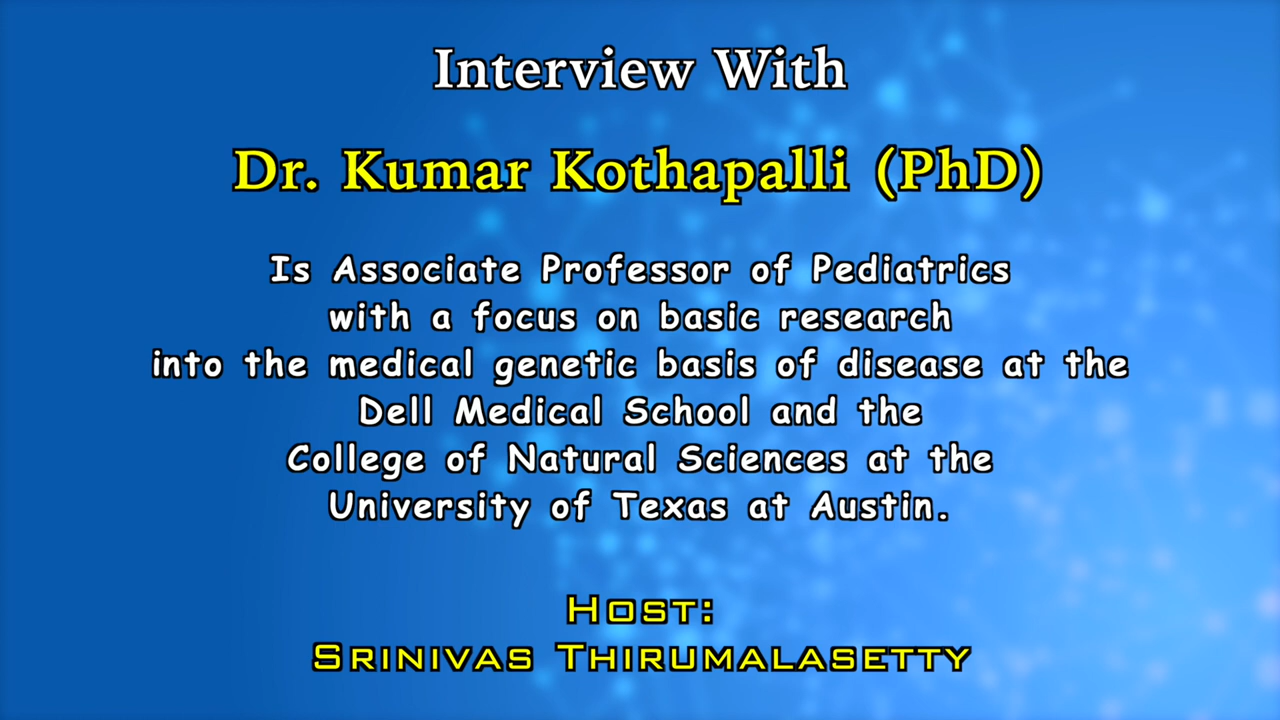 Interview With
Dr. Kumar Kothapalli (PhD)
Is Associate Professor of Pediatrics
with a focus on basic research
into the medical genetic basis of disease at the
Dell Medical School and the
College of Natural Sciences at the
University of Texas at Austin.
Host:
Srinivas Thirumalasetty